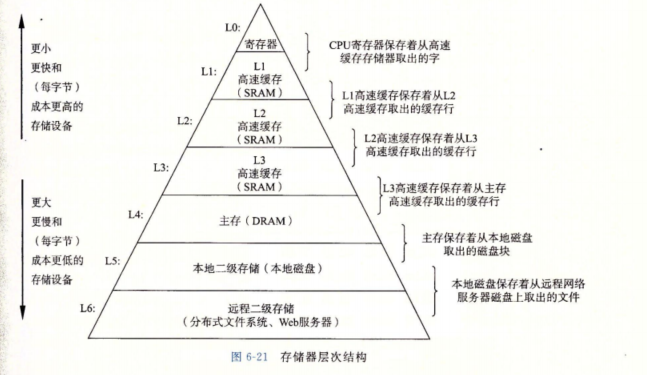 更小
更快和
（每字节）
成本更高的
存储设备
更大
更慢和
（每字节）
成本更低的
存储设备
L0:
寄存器
L1:
L1
高速缓存
（SRAM）
L2:
L2
高速缓存
（SRAM）
L3:
L3
高速缓存
（SRAM）
L4:
主存（DRAM）
L5:
本地二级存储（本地磁盘）
L6:
远程二级存储
（分布式文件系统、Web服务器）
CPU寄存器保存着从高速
缓存存储器取出的字
L1高速缓存保存着从L2
高速缓存取出的缓存行
L2高速缓存保存着从L3
高速缓存取出的缓存行
L3高速缓存保存着从主存
高速缓存取出的缓存行
主存保存着从本地磁盘
取出的磁盘块
本地磁盘保存着从远程网络
服务器磁盘上取出的文件
图 6-21 存储器层次结构